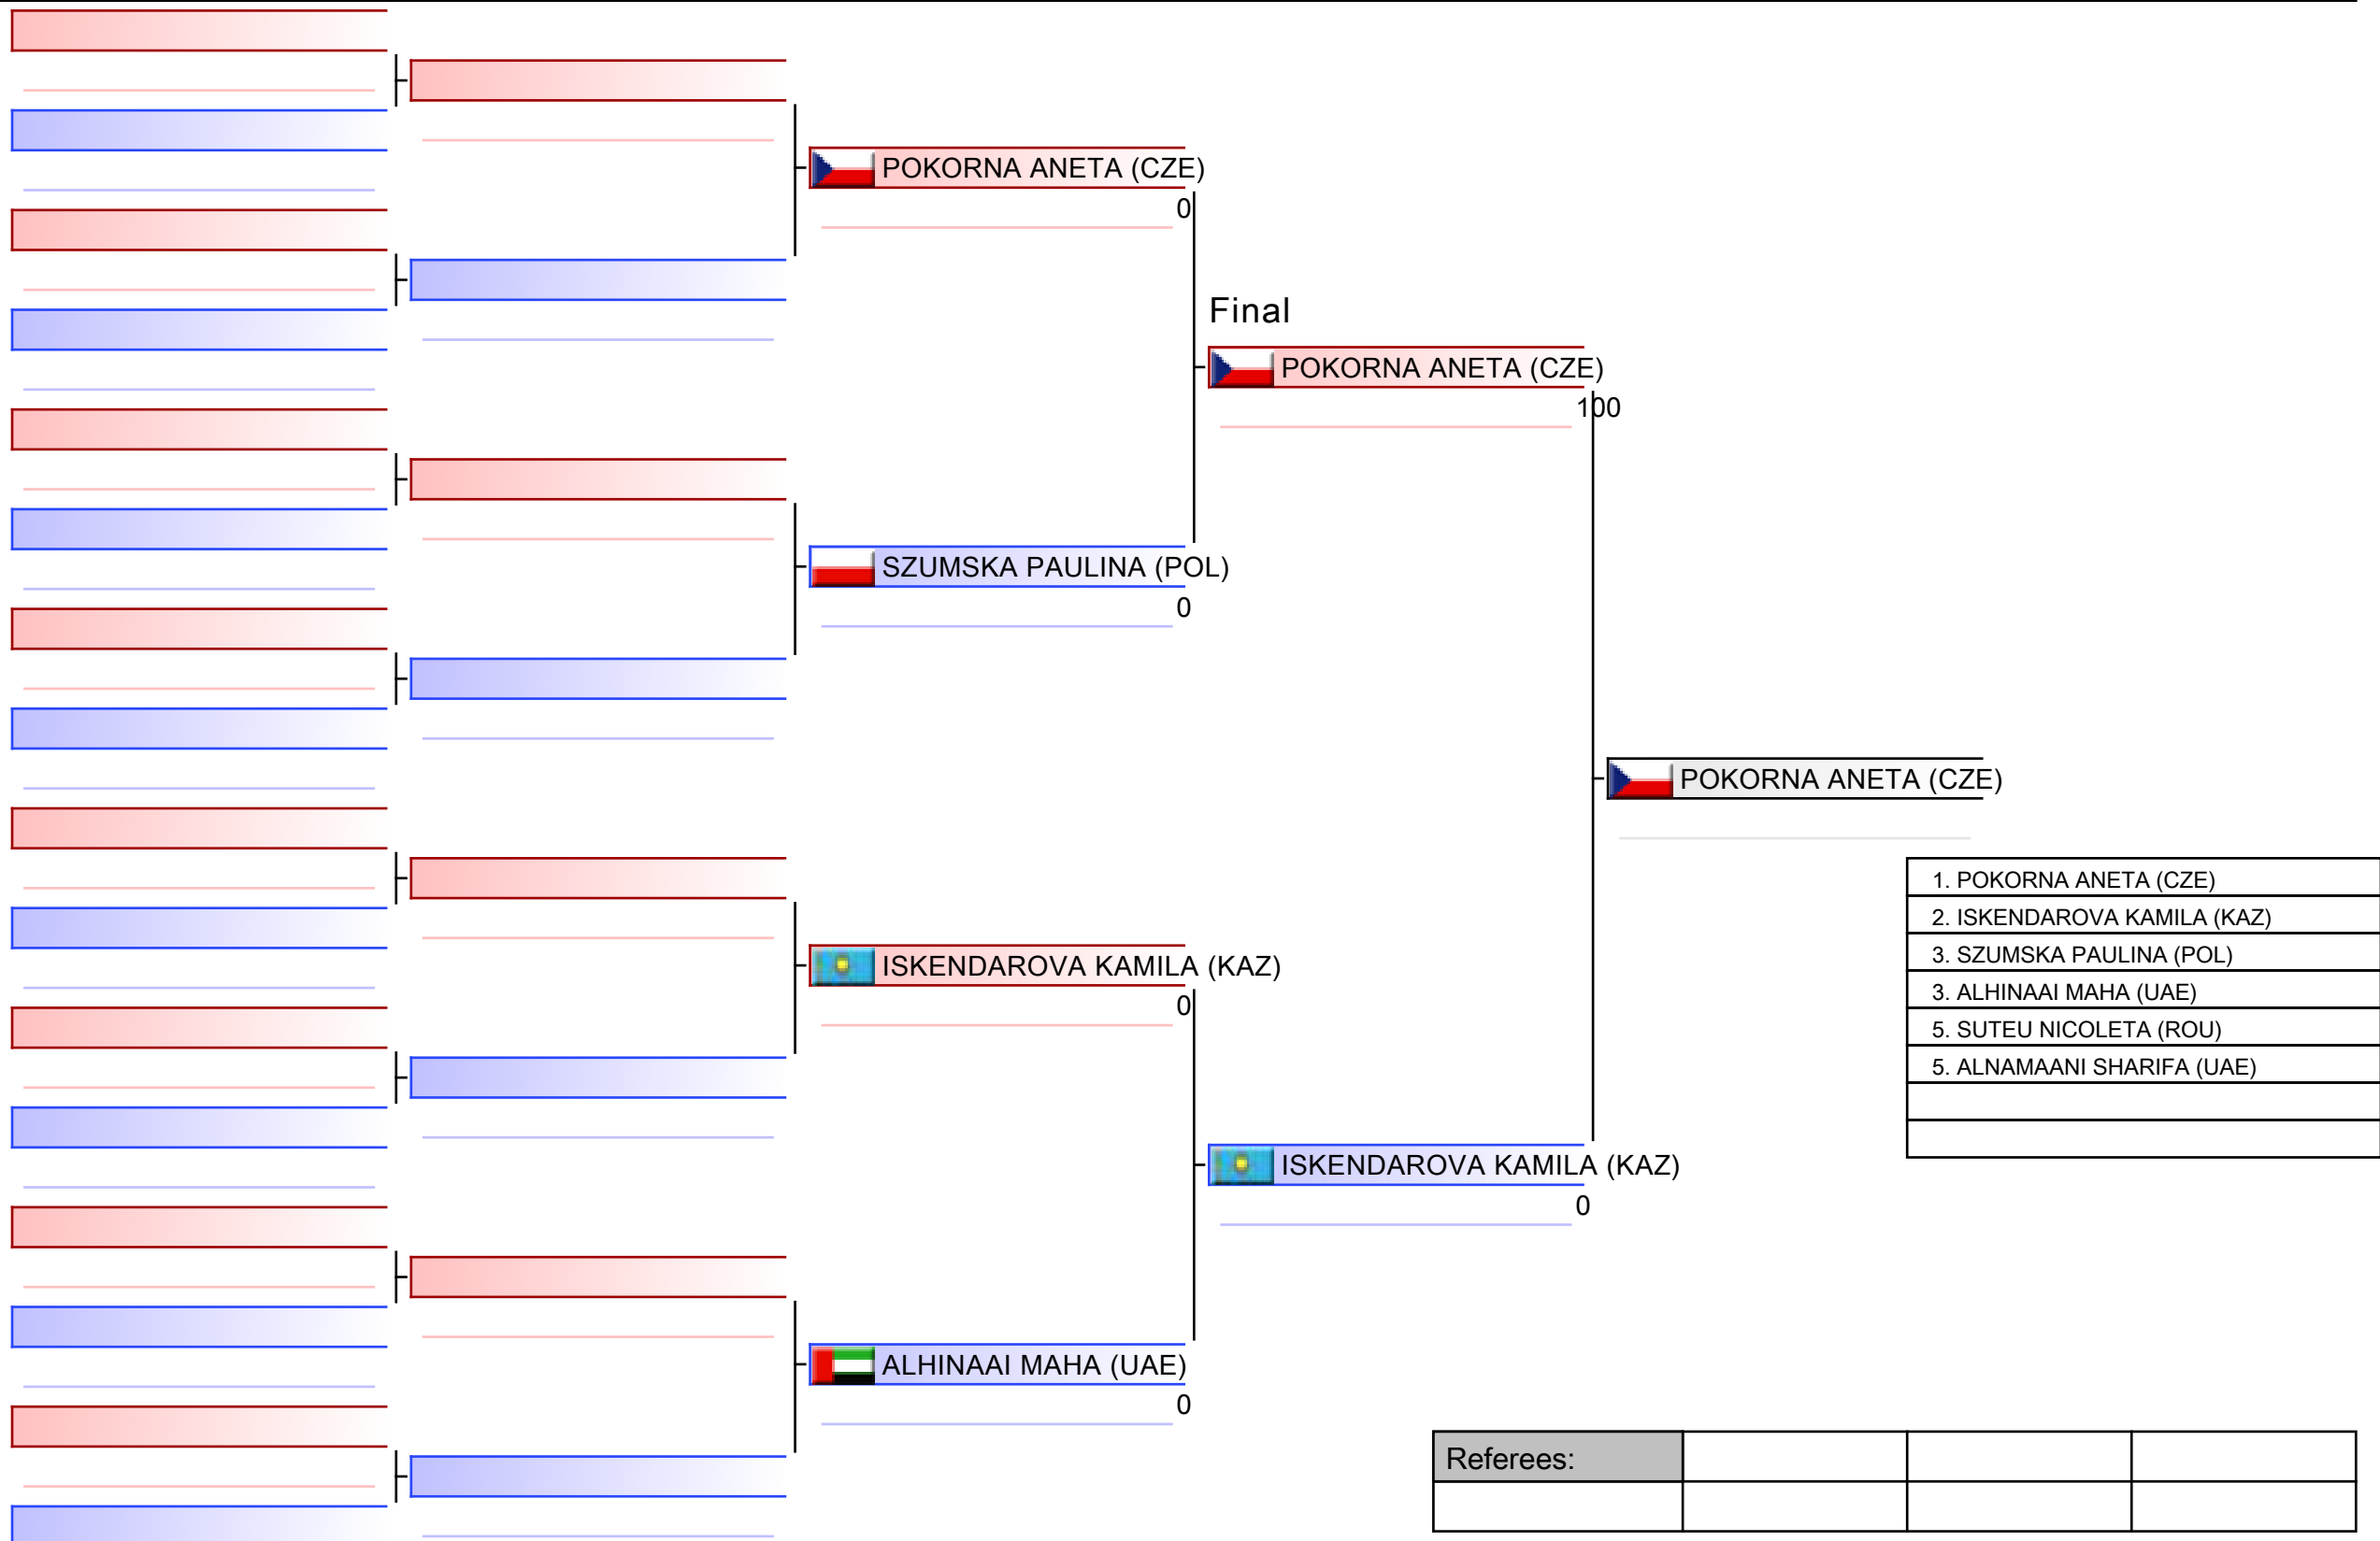 POKORNA ANETA (CZE)
0
Final
POKORNA ANETA (CZE)
100
SZUMSKA PAULINA (POL)
0
POKORNA ANETA (CZE)
1. POKORNA ANETA (CZE)
2. ISKENDAROVA KAMILA (KAZ)
3. SZUMSKA PAULINA (POL)
3. ALHINAAI MAHA (UAE)
5. SUTEU NICOLETA (ROU)
5. ALNAMAANI SHARIFA (UAE)
ISKENDAROVA KAMILA (KAZ)
0
ISKENDAROVA KAMILA (KAZ)
0
ALHINAAI MAHA (UAE)
0
Referees: